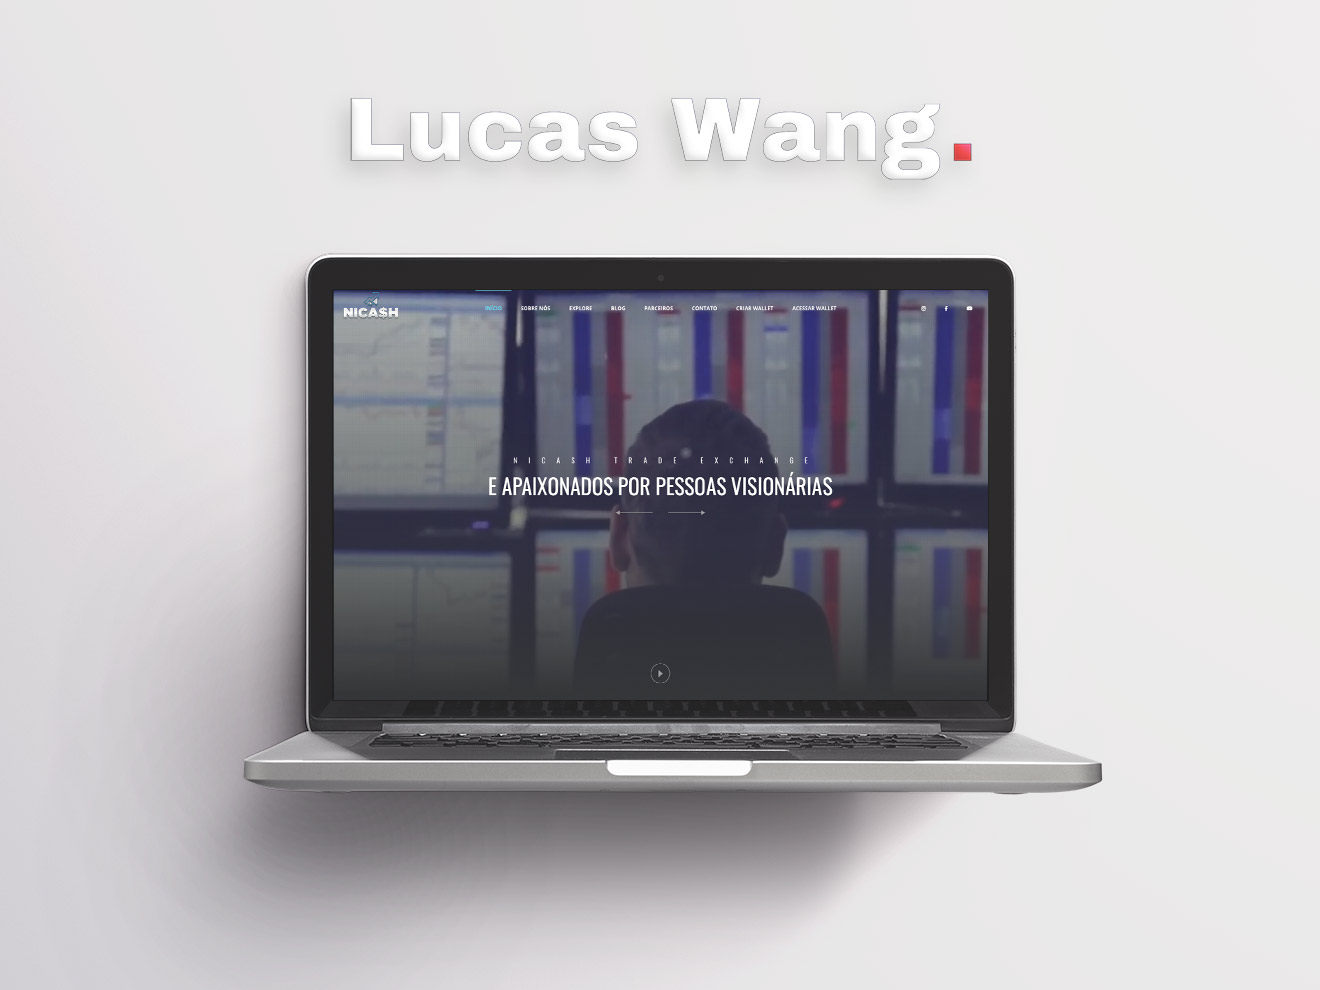 Lucas Wang.
NICA$H
INÍCIO SOBRE NÓS EXPLORE BLOG PARCEIROS CONTATO CRIAR WALLET ACESSAR WALLET
NICASH TRADE EXCHANGE
E APAIXONADOS POR PESSOAS VISIONÁRIAS